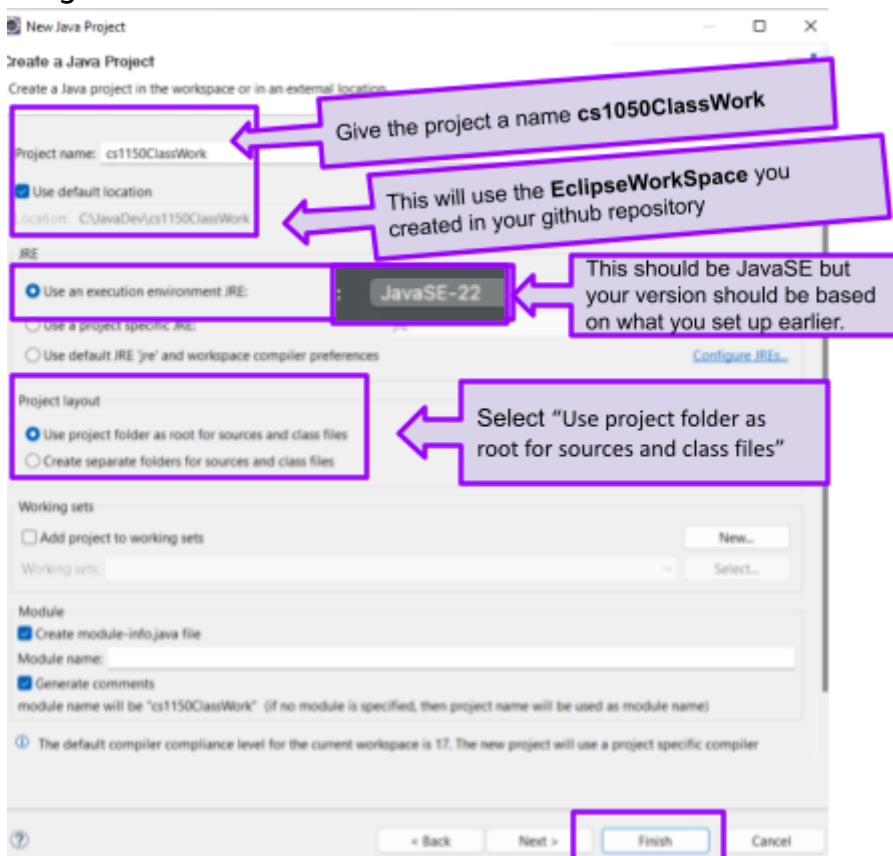 New Java Project
Create a Java Project
Create a Java project in the workspace or in an external location.
Give the project a name cs1050ClassWork
Project name: cs1150ClassWork
Use default location
Location: C:\JavaDev\cs1150ClassWork
This will use the EclipseWorkSpace you
created in your github repository
JRE
Use an execution environment JRE:
: JavaSE-22
This should be JavaSE but
your version should be based
on what you set up earlier.
Use a project specific JRE:
Use default JRE 'jre' and workspace compiler preferences
Configure JREs...
Project layout
Use project folder as root for sources and class files
Create separate folders for sources and class files
Select “Use project folder as
root for sources and class files”
Working sets
Add project to working sets
New...
Working sets:
Select...
Module
Create module-info.java file
Module name:
Generate comments
module name will be "cs1150ClassWork" (if no module is specified, then project name will be used as module name)
The default compiler compliance level for the current workspace is 17. The new project will use a project specific compiler
< Back
Next >
Finish
Cancel